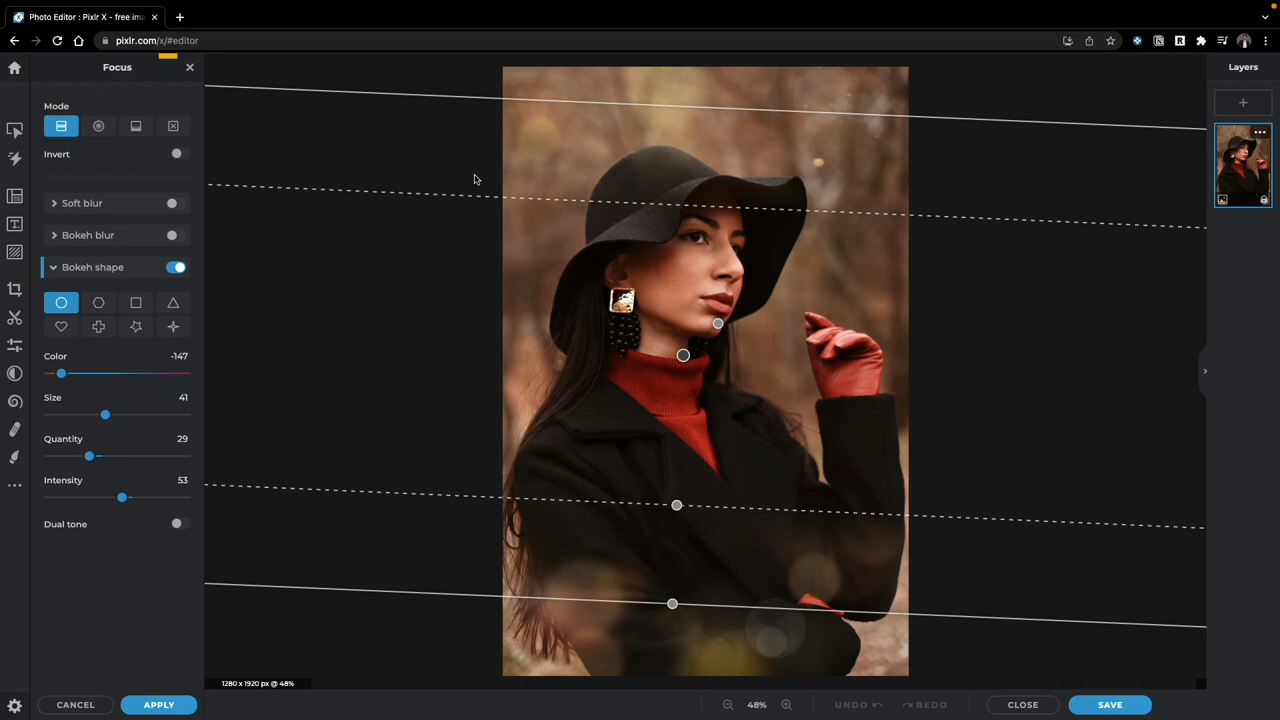 Photo Editor : Pixlr X - free ima
pixlr.com/x/#editor
Focus
Layers
Mode
Invert
Soft blur
Bokeh blur
Bokeh shape
Color -147
Size 41
Quantity 29
Intensity 53
Dual tone
1280 x 1920 px @ 48%
CANCEL APPLY 48% UNDO REDO CLOSE SAVE